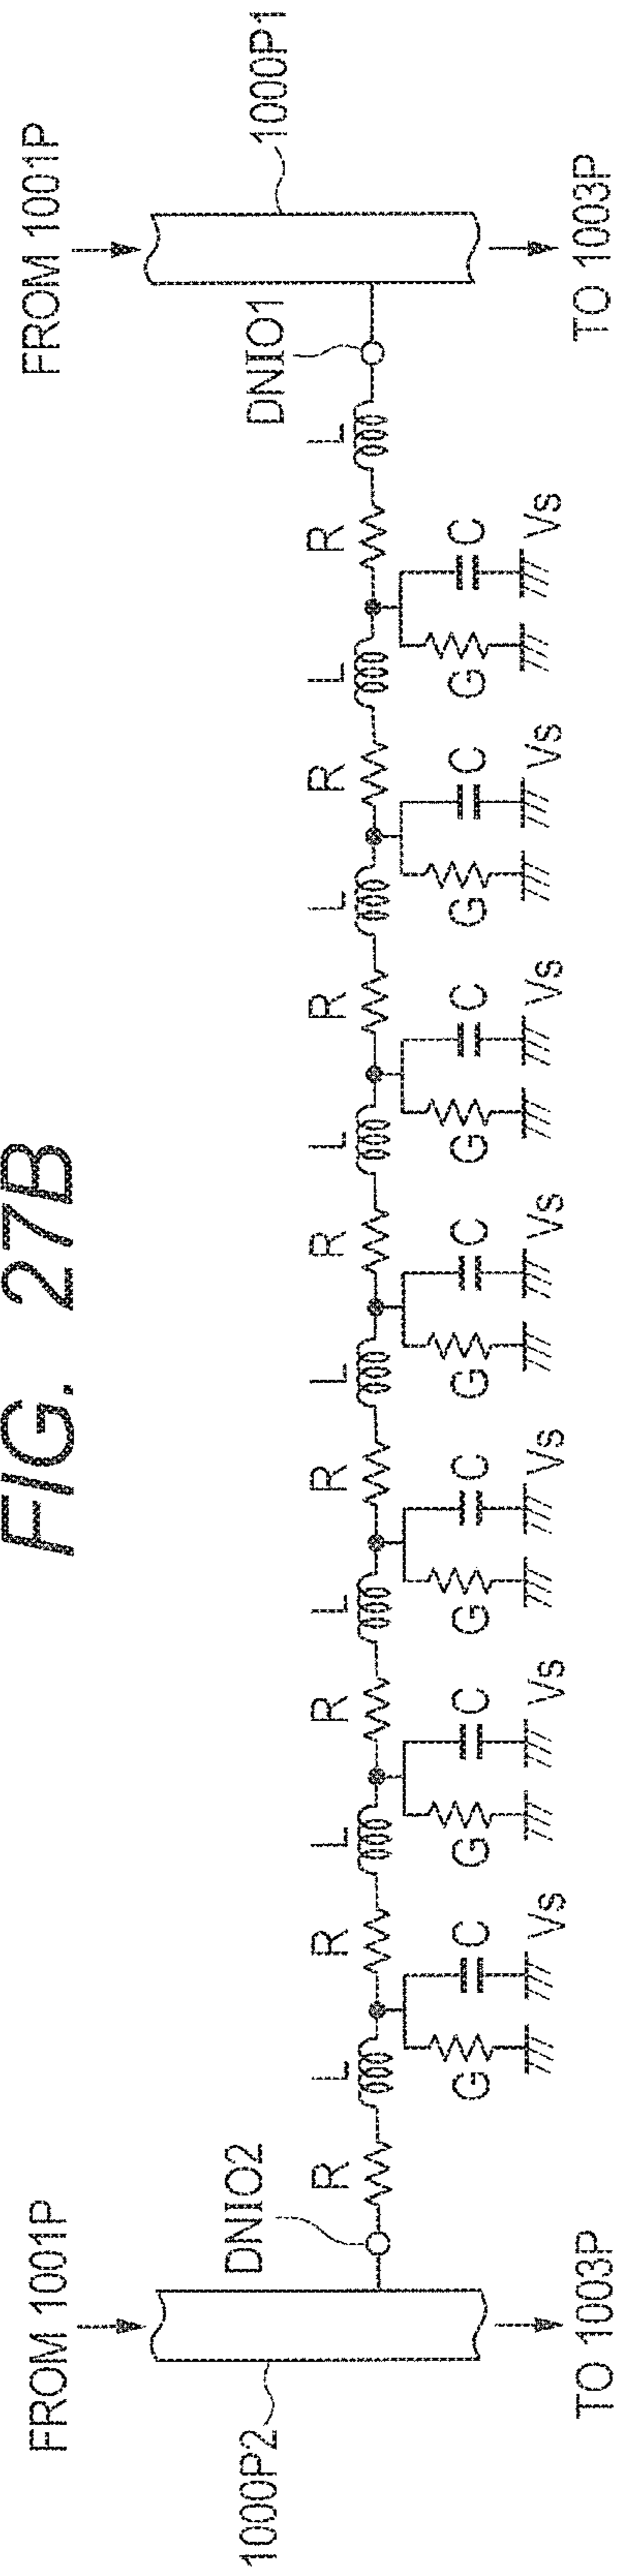 FIG. 27B
FROM 1001P
FROM 1001P
1000P2
DNIO2
DNIO1
1000P1
R L R L R L R L R L R L R L R L
G C G C G C G C G C G C G C
Vs Vs Vs Vs Vs Vs Vs
TO 1003P
TO 1003P